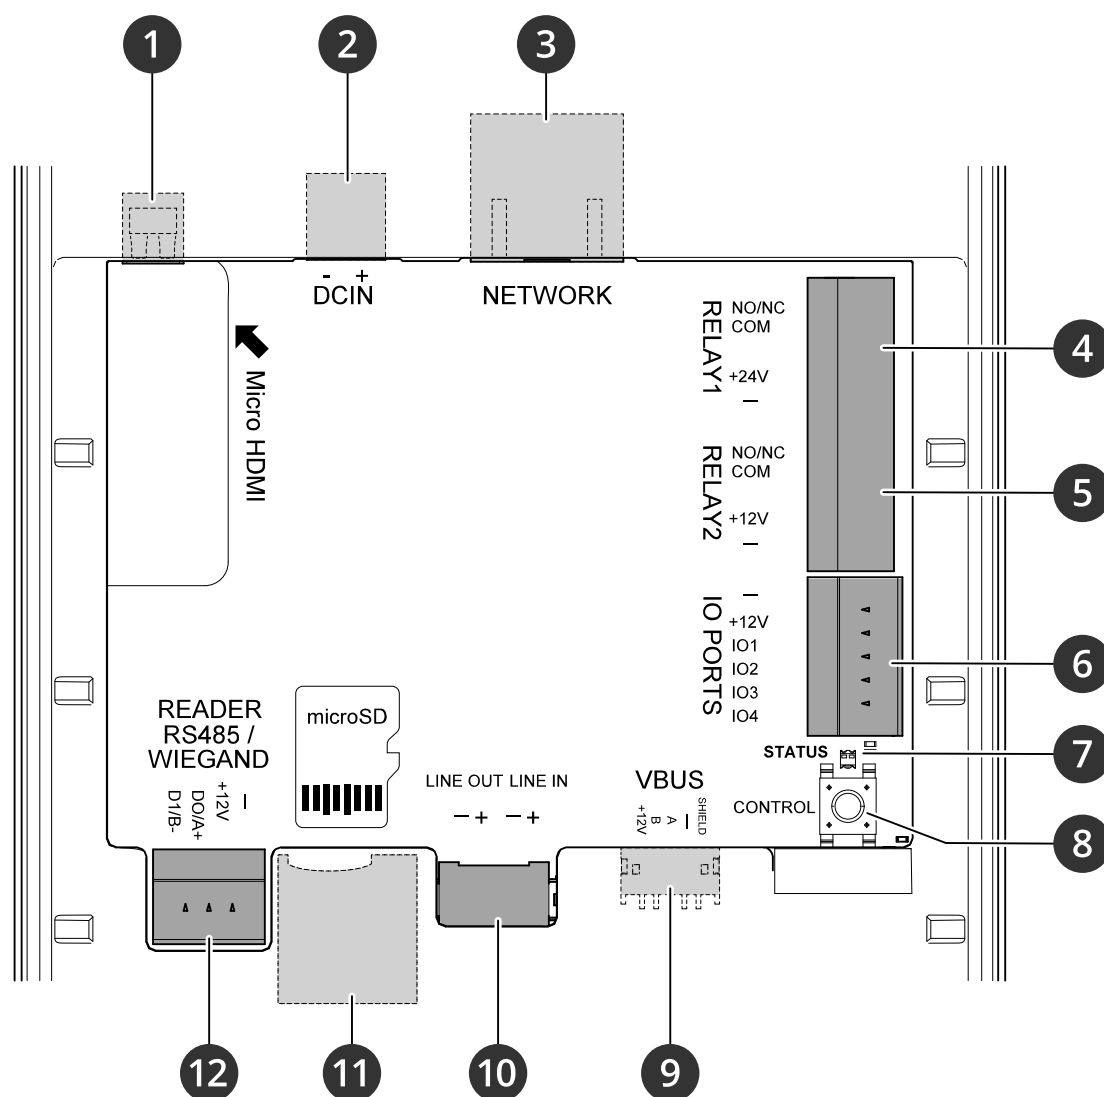 1
2
3
- +
DCIN
NETWORK
Micro HDMI
RELAY1
NO/NC
COM
+24V
—
4
RELAY2
NO/NC
COM
+12V
—
5
IO PORTS
—
+12V
IO1
IO2
IO3
IO4
6
STATUS
7
CONTROL
8
READER
RS485 /
WIEGAND
D1/B-
DO/A+
+12V
—
microSD
LINE OUT LINE IN
— + — +
VBUS
+12V
B
A
—
SHIELD
9
10
11
12